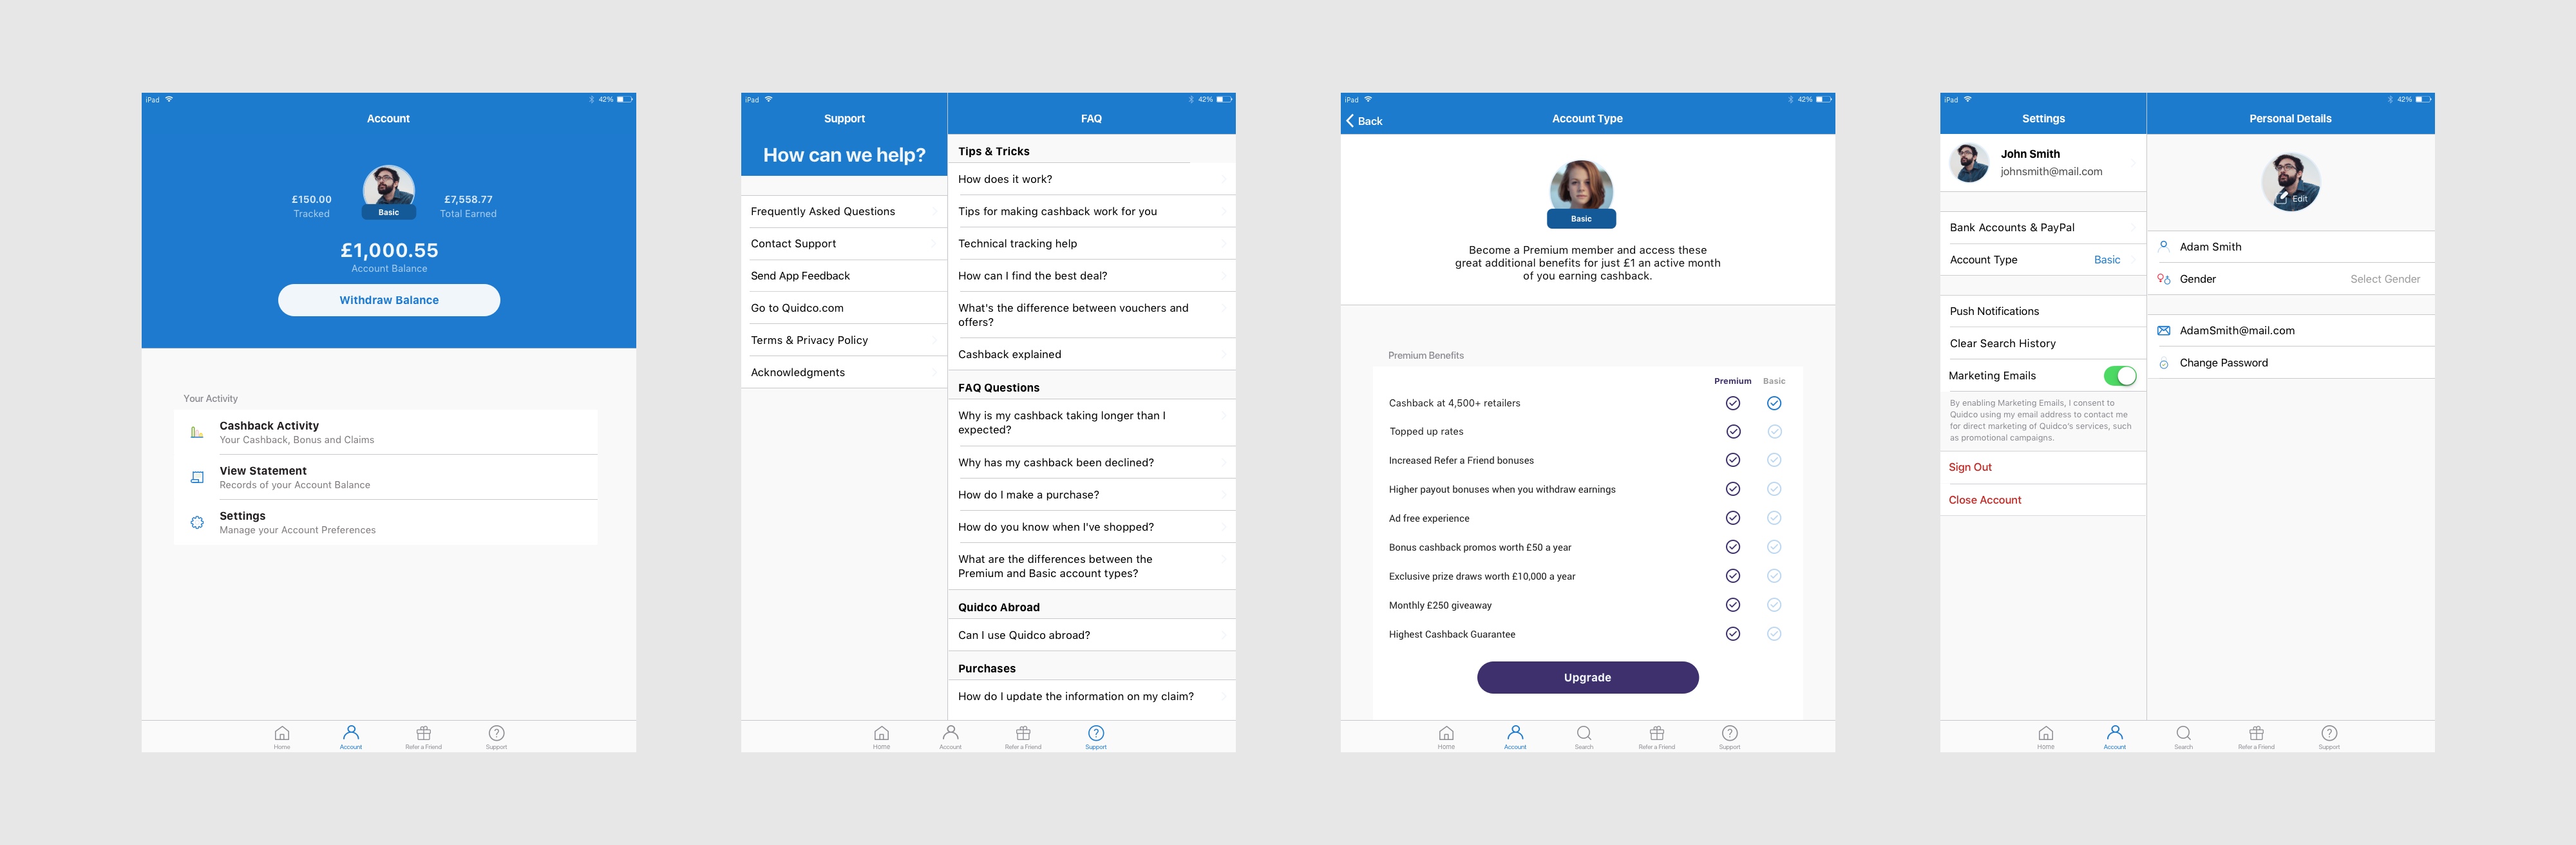 iPad
42%
Account
£150.00
Tracked
Basic
£7,558.77
Total Earned
£1,000.55
Account Balance
Withdraw Balance
Your Activity
Cashback Activity
Your Cashback, Bonus and Claims
View Statement
Records of your Account Balance
Settings
Manage your Account Preferences
Home
Account
Refer a Friend
Support
iPad
42%
Support
How can we help?
Frequently Asked Questions
Contact Support
Send App Feedback
Go to Quidco.com
Terms & Privacy Policy
Acknowledgments
FAQ
Tips & Tricks
How does it work?
Tips for making cashback work for you
Technical tracking help
How can I find the best deal?
What's the difference between vouchers and
offers?
Cashback explained
FAQ Questions
Why is my cashback taking longer than I
expected?
Why has my cashback been declined?
How do I make a purchase?
How do you know when I've shopped?
What are the differences between the
Premium and Basic account types?
Quidco Abroad
Can I use Quidco abroad?
Purchases
How do I update the information on my claim?
Home
Account
Refer a Friend
Support
iPad
42%
Back
Account Type
Basic
Become a Premium member and access these
great additional benefits for just £1 an active month
of you earning cashback.
Premium Benefits
Premium Basic
Cashback at 4,500+ retailers
Topped up rates
Increased Refer a Friend bonuses
Higher payout bonuses when you withdraw earnings
Ad free experience
Bonus cashback promos worth £50 a year
Exclusive prize draws worth £10,000 a year
Monthly £250 giveaway
Highest Cashback Guarantee
Upgrade
Home
Account
Search
Refer a Friend
Support
iPad
42%
Settings
John Smith
johnsmith@mail.com
Bank Accounts & PayPal
Account Type Basic
Push Notifications
Clear Search History
Marketing Emails
By enabling Marketing Emails, I consent to
Quidco using my email address to contact me
for direct marketing of Quidco's services, such
as promotional campaigns.
Sign Out
Close Account
Personal Details
Edit
Adam Smith
Gender Select Gender
AdamSmith@mail.com
Change Password
Home
Account
Search
Refer a Friend
Support